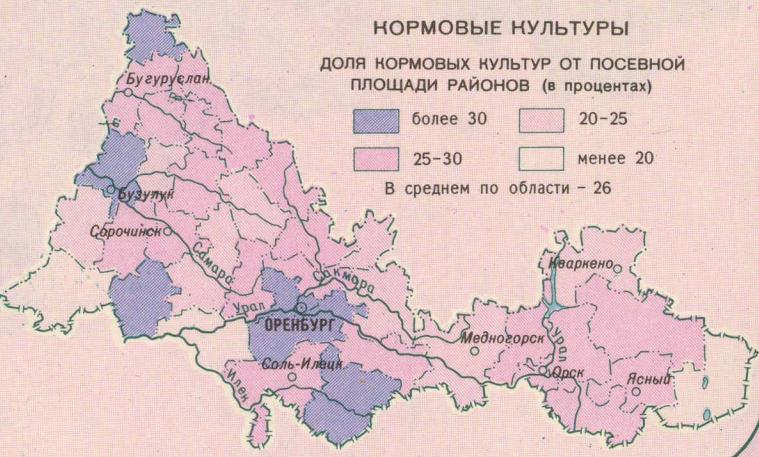 КОРМОВЫЕ КУЛЬТУРЫ
ДОЛЯ КОРМОВЫХ КУЛЬТУР ОТ ПОСЕВНОЙ
ПЛОЩАДИ РАЙОНОВ (в процентах)
более 30
20-25
25-30
менее 20
В среднем по области - 26
Бугуруслан
Бузулук
Сорочинск
Самара
Сакмара
Урал
ОРЕНБУРГ
Соль-Илецк
Илек
Кваркено
Медногорск
Урал
Орск
Ясный